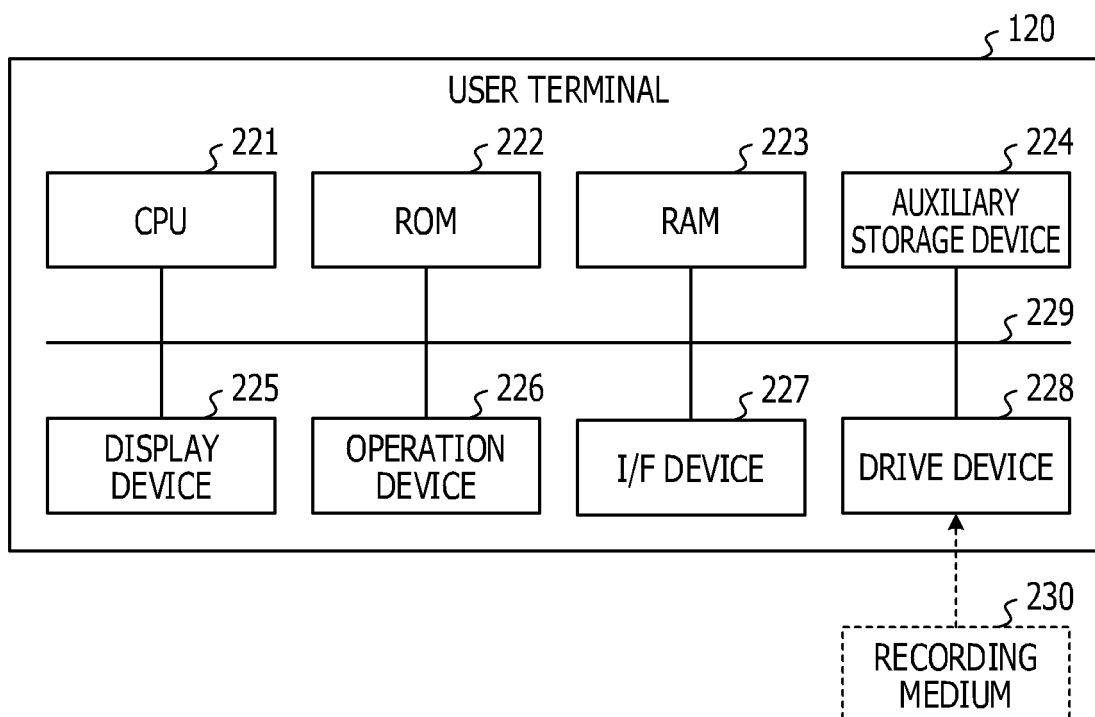 120
USER TERMINAL
221
222
223
224
CPU
ROM
RAM
AUXILIARY
STORAGE DEVICE
229
225
226
227
228
DISPLAY
DEVICE
OPERATION
DEVICE
I/F DEVICE
DRIVE DEVICE
230
RECORDING
MEDIUM